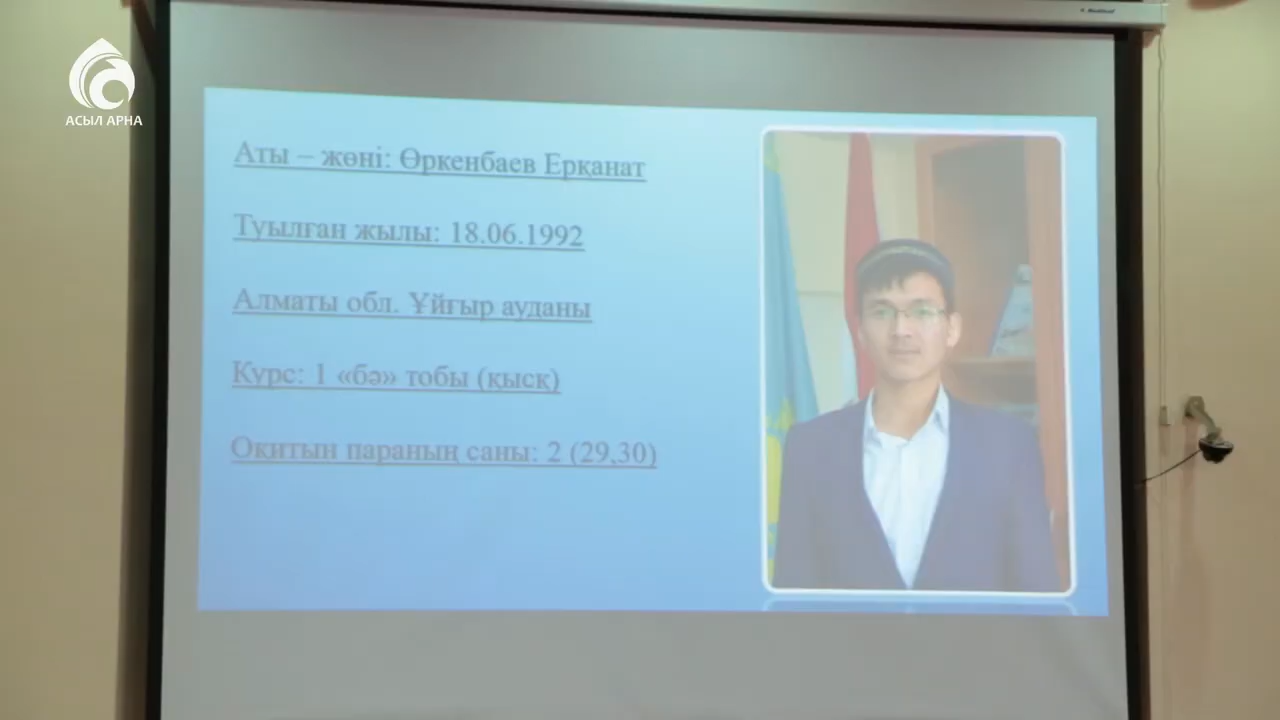 АСЫЛ АРНА
Аты – жөні: Өркенбаев Ерқанат
Туылған жылы: 18.06.1992
Алматы обл. Ұйғыр ауданы
Курс: 1 «бә» тобы (қысқ)
Оқитын параның саны: 2 (29,30)